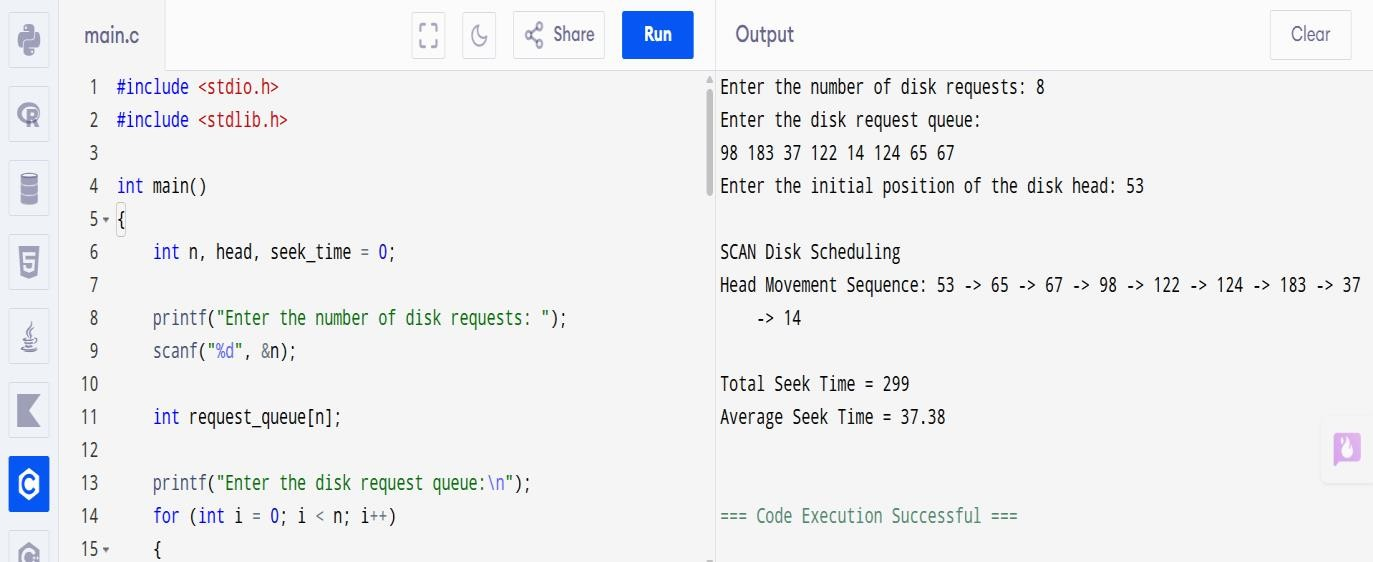 main.c
Share
Run
Output
Clear
1 #include <stdio.h>
2 #include <stdlib.h>
3
4 int main()
5 {
6 int n, head, seek_time = 0;
7
8 printf("Enter the number of disk requests: ");
9 scanf("%d", &n);
10
11 int request_queue[n];
12
13 printf("Enter the disk request queue:\n");
14 for (int i = 0; i < n; i++)
15 {
Enter the number of disk requests: 8
Enter the disk request queue:
98 183 37 122 14 124 65 67
Enter the initial position of the disk head: 53
SCAN Disk Scheduling
Head Movement Sequence: 53 -> 65 -> 67 -> 98 -> 122 -> 124 -> 183 -> 37
-> 14
Total Seek Time = 299
Average Seek Time = 37.38
=== Code Execution Successful ===